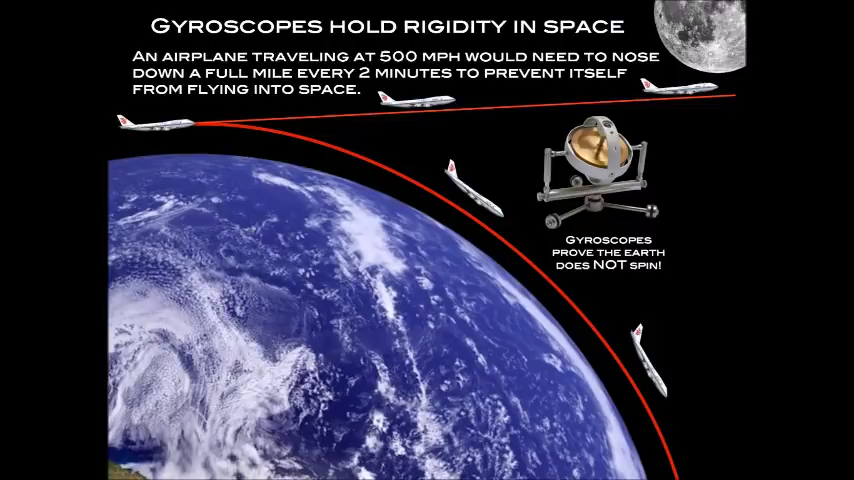 Gyroscopes hold rigidity in space
An airplane traveling at 500 mph would need to nose
down a full mile every 2 minutes to prevent itself
from flying into space.
Gyroscopes
prove the earth
does NOT spin!